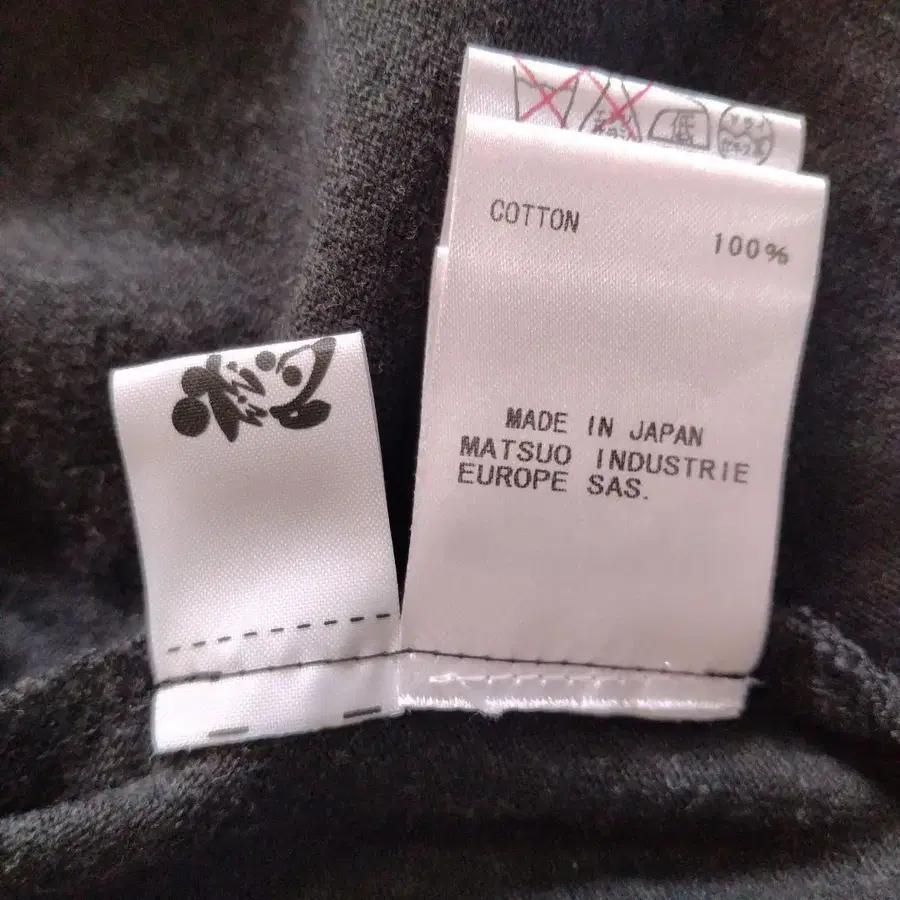 低
COTTON
100%
MADE IN JAPAN
MATSUO INDUSTRIE
EUROPE SAS.